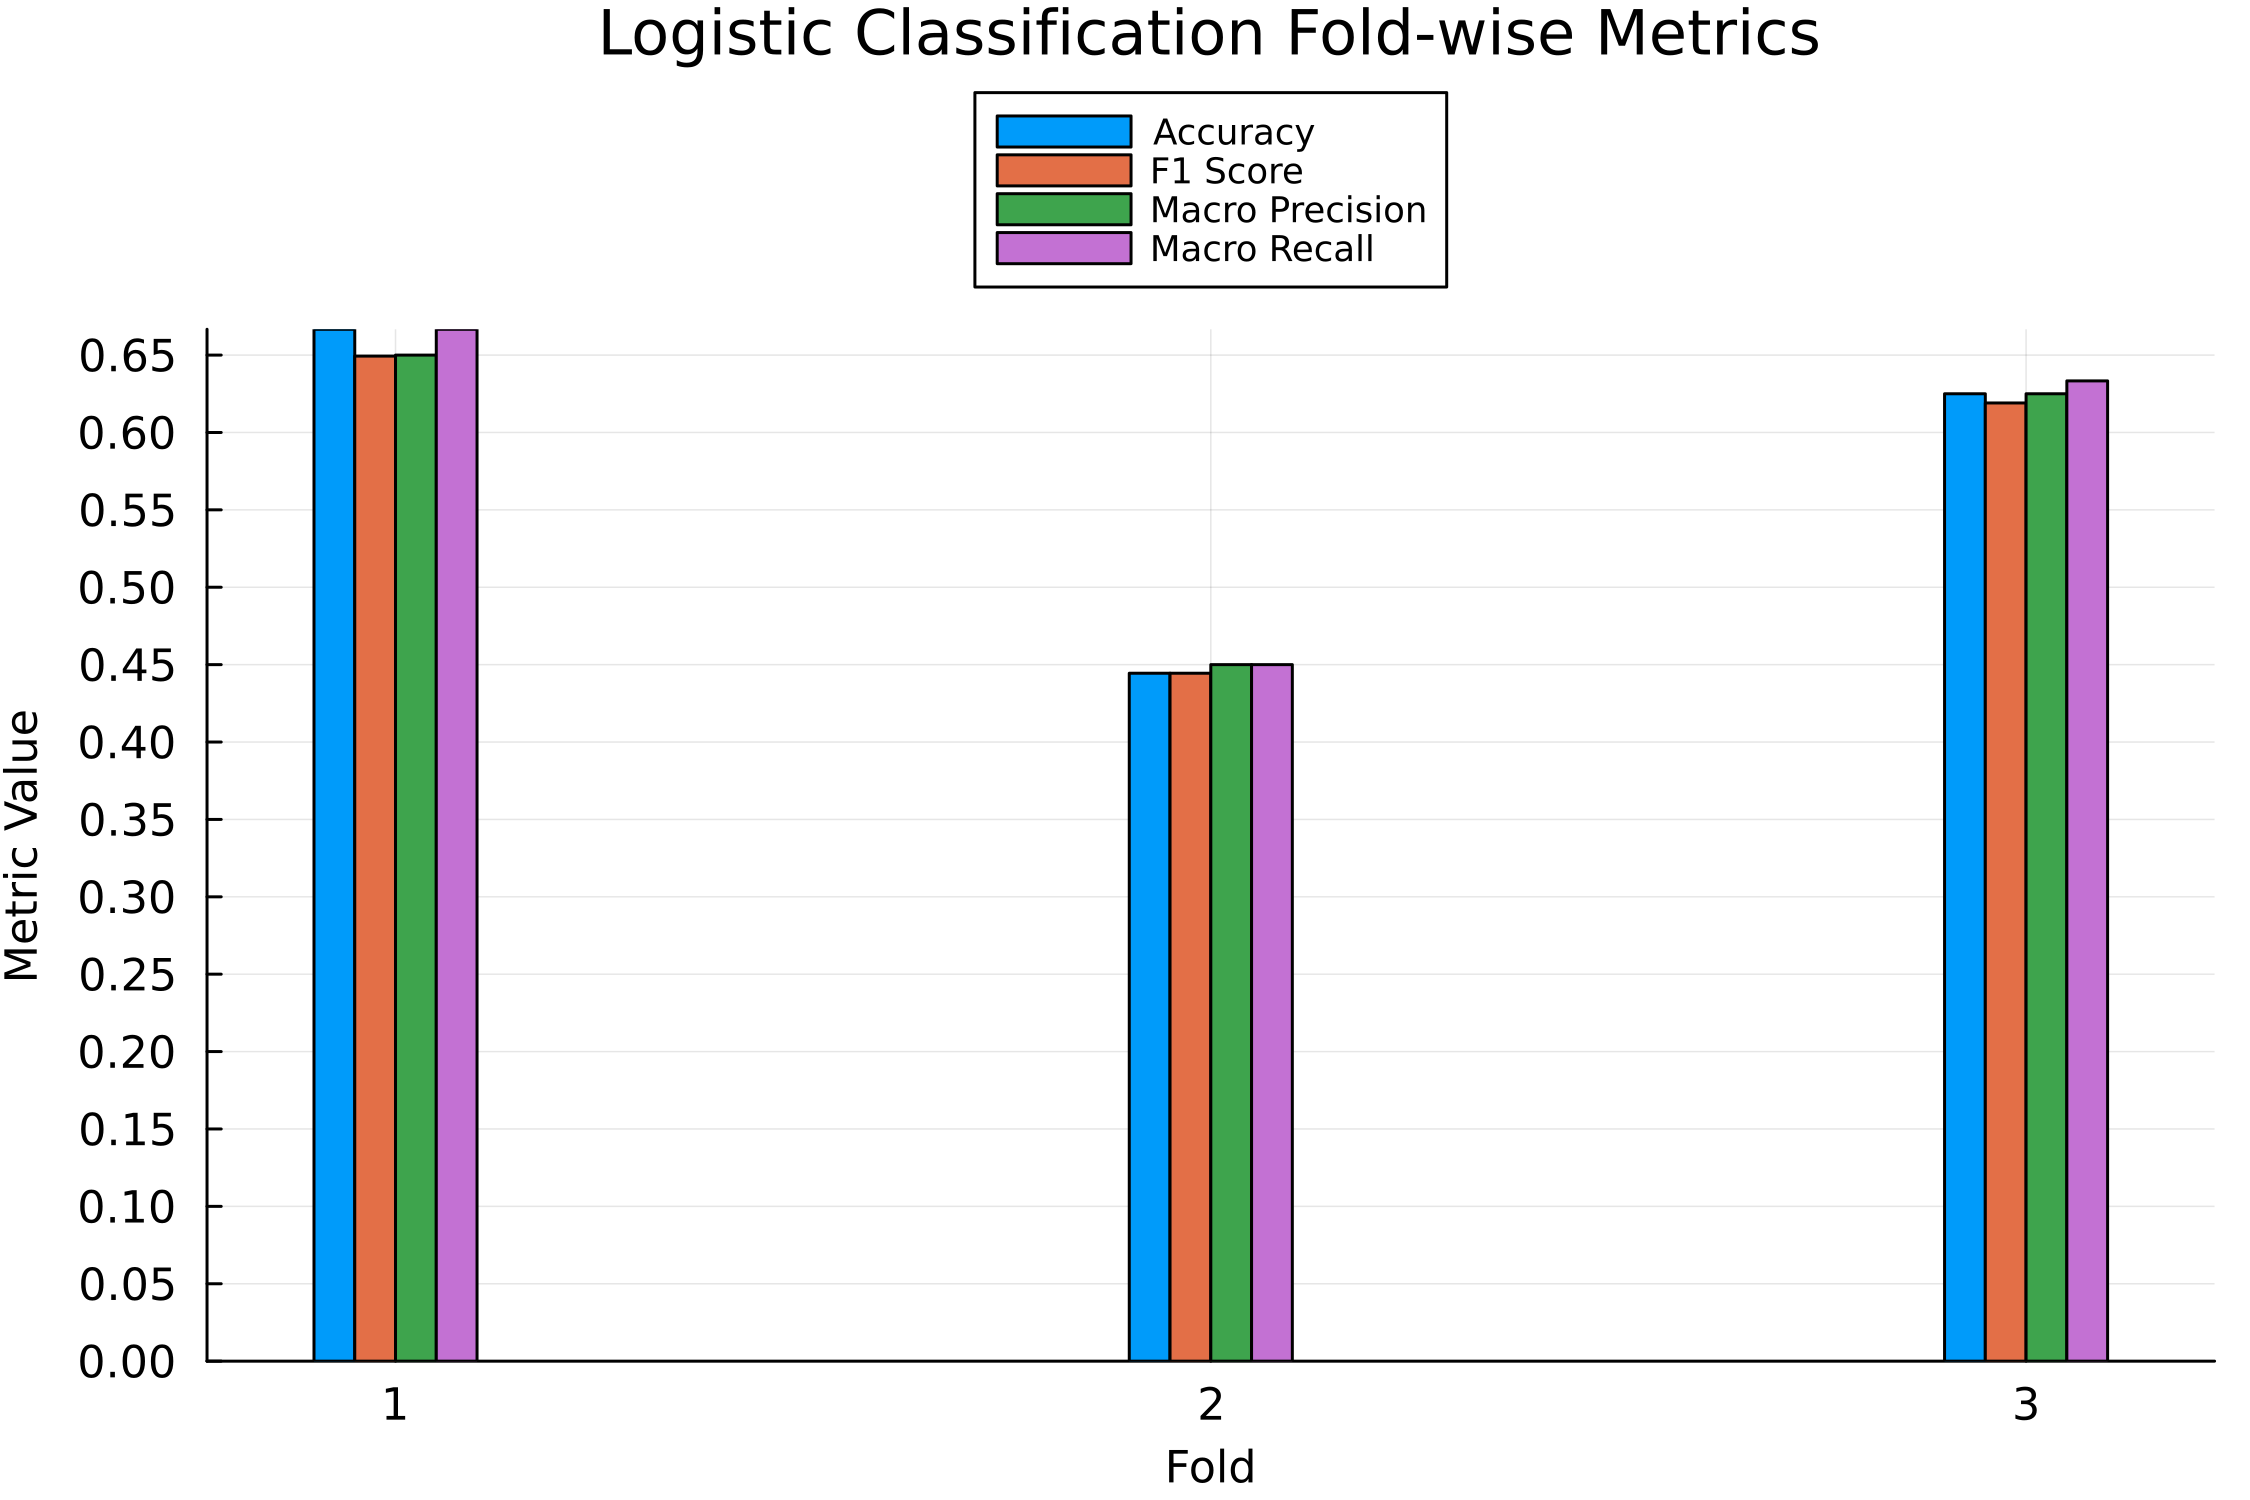 Logistic Classification Fold-wise Metrics
Accuracy
F1 Score
Macro Precision
Macro Recall
0.65
0.60
0.55
0.50
0.45
0.40
0.35
0.30
0.25
0.20
0.15
0.10
0.05
0.00
Metric Value
1 2 3
Fold